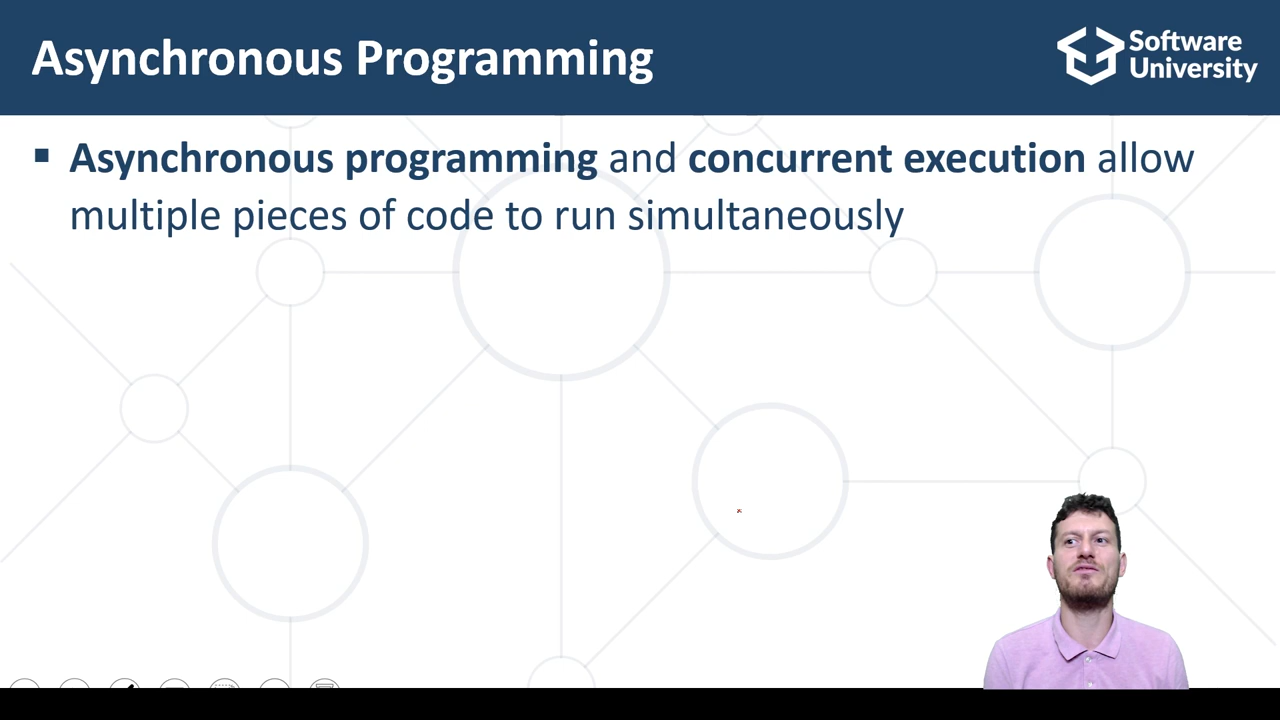 Asynchronous Programming
Software
University
▪ Asynchronous programming and concurrent execution allow
multiple pieces of code to run simultaneously